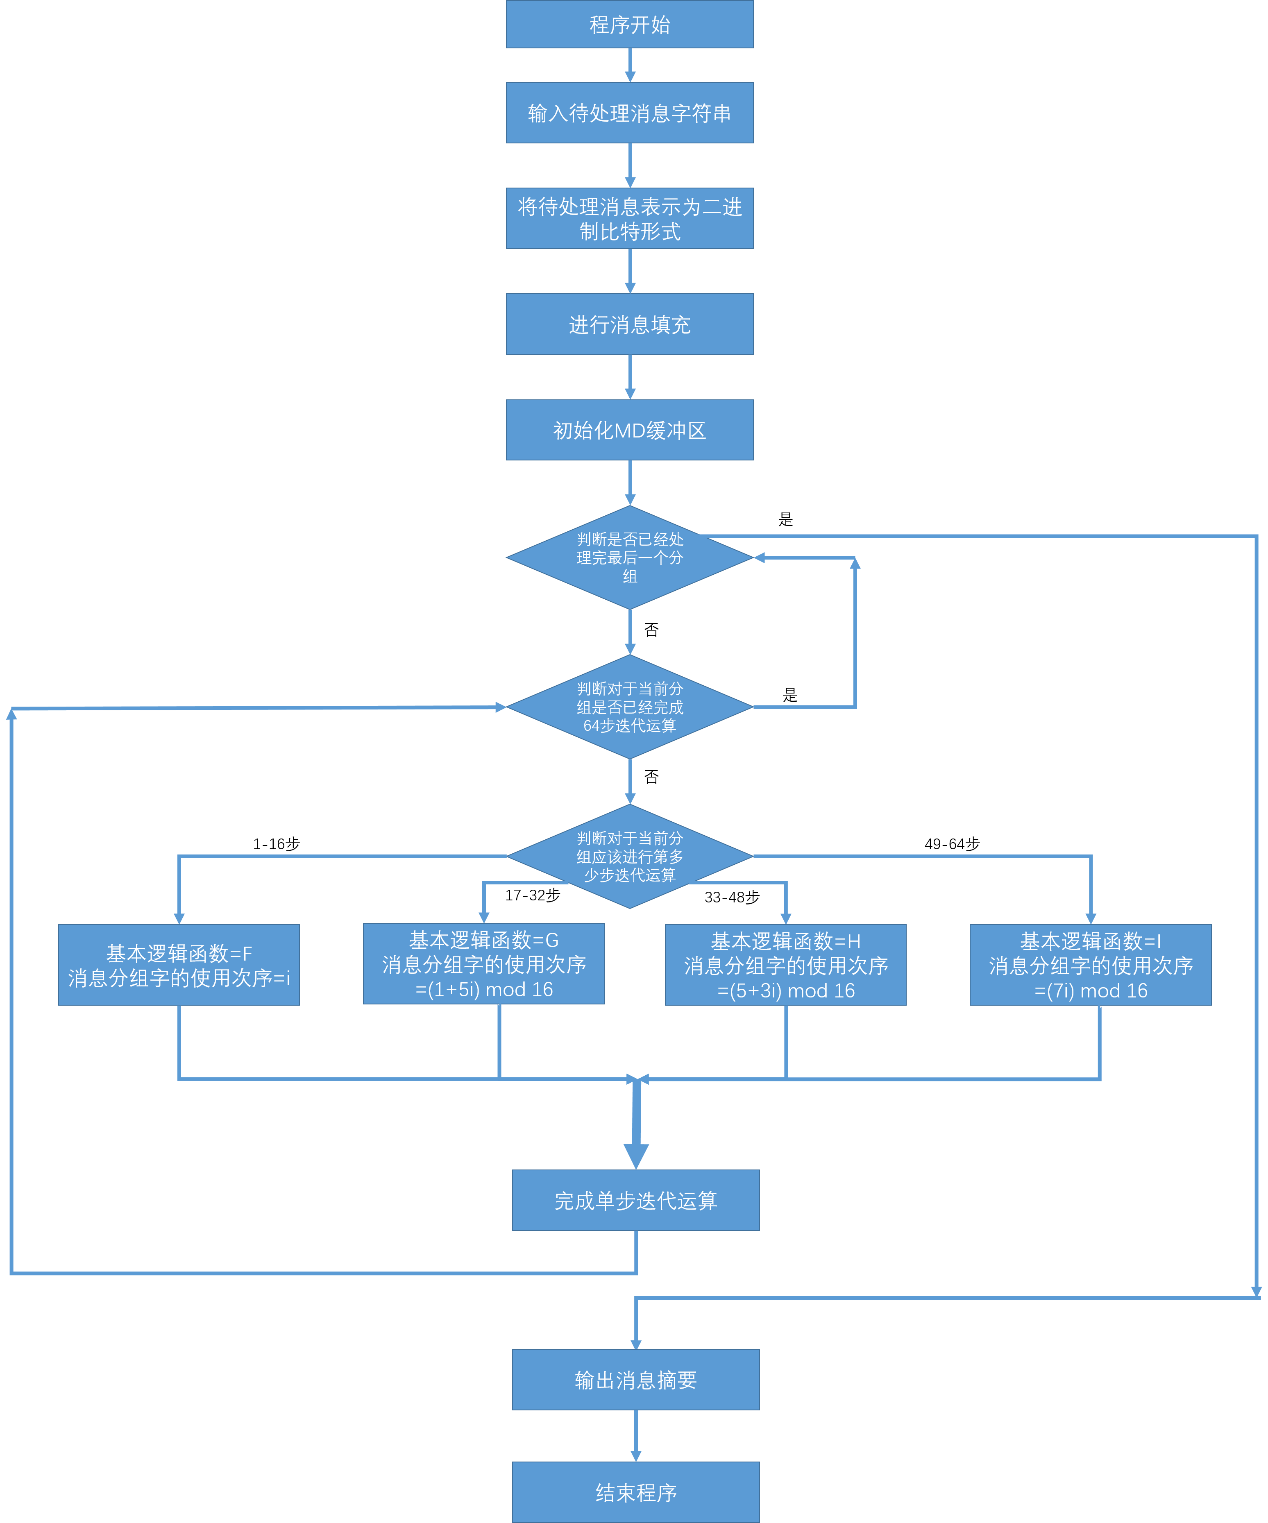 程序开始
输入待处理消息字符串
将待处理消息表示为二进
制比特形式
进行消息填充
初始化MD缓冲区
是
判断是否已经处
理完最后一个分
组
否
判断对于当前分
组是否已经完成
64步迭代运算
是
否
判断对于当前分
组应该进行第多
少步迭代运算
1-16步
17-32步
33-48步
49-64步
基本逻辑函数=F
消息分组字的使用次序=i
基本逻辑函数=G
消息分组字的使用次序
=(1+5i) mod 16
基本逻辑函数=H
消息分组字的使用次序
=(5+3i) mod 16
基本逻辑函数=I
消息分组字的使用次序
=(7i) mod 16
完成单步迭代运算
输出消息摘要
结束程序